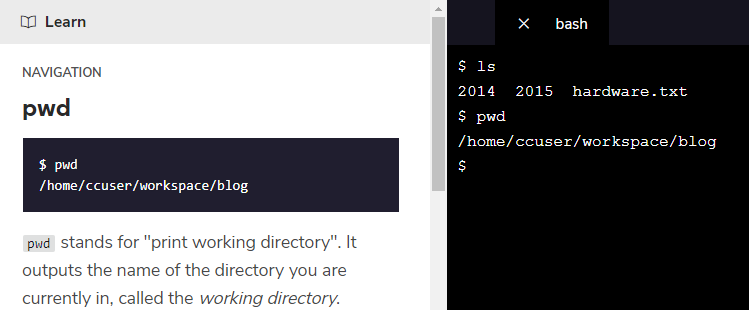 Learn
NAVIGATION
pwd
$ pwd
/home/ccuser/workspace/blog
pwd stands for "print working directory". It
outputs the name of the directory you are
currently in, called the working directory.
bash
$ ls
2014  2015  hardware.txt
$ pwd
/home/ccuser/workspace/blog
$